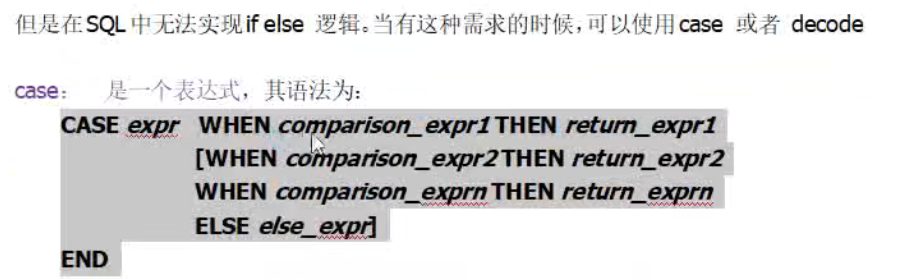 但是在SQL中无法实现if else 逻辑。当有这种需求的时候,可以使用case 或者 decode
case： 是一个表达式，其语法为：
CASE expr WHEN comparison_expr1 THEN return_expr1
[WHEN comparison_expr2 THEN return_expr2
WHEN comparison_exprn THEN return_exprn
ELSE else_expr]
END